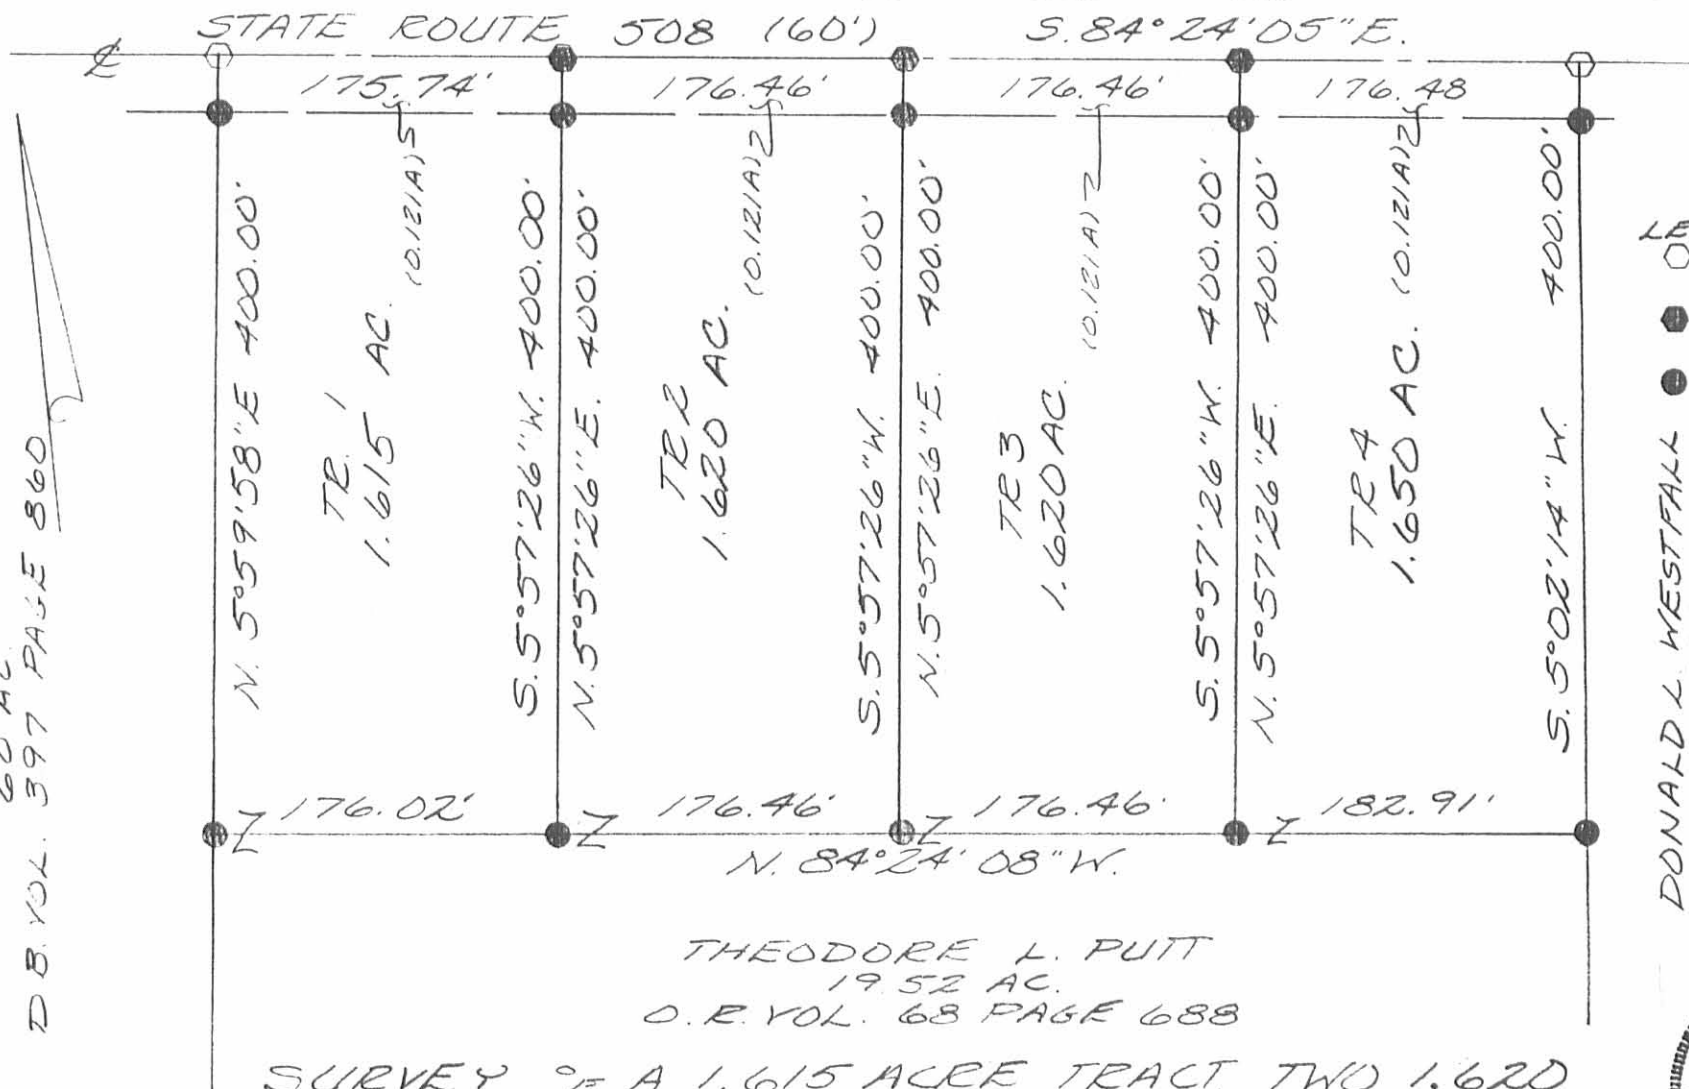 STATE ROUTE 508 (60') S. 84° 24' 05" E.
℄
175.74' 176.46' 176.46' 176.48
(0.121A) (0.121A) (0.121A) (0.121A)
N. 5°59'58"E 400.00'
TR. 1
1.615 AC.
S. 5°57'26"W. 400.00'
N. 5°57'26"E. 400.00'
TR 2
1.620 AC.
S. 5°57'26"W. 400.00'
N. 5°57'26"E. 400.00'
TR 3
1.620 AC.
S. 5°57'26"W. 400.00'
N. 5°57'26"E. 400.00'
TR 4
1.650 AC.
S. 5°02'14"W. 400.00'
60 AC
D B. VOL. 397 PAGE 860
LE
DONALD L. WESTFALL
176.02' 176.46' 176.46' 182.91'
N. 84°24' 08" W.
THEODORE L. PUTT
19.52 AC.
O.R. VOL. 68 PAGE 688
SURVEY OF A 1.615 ACRE TRACT, TWO 1.620